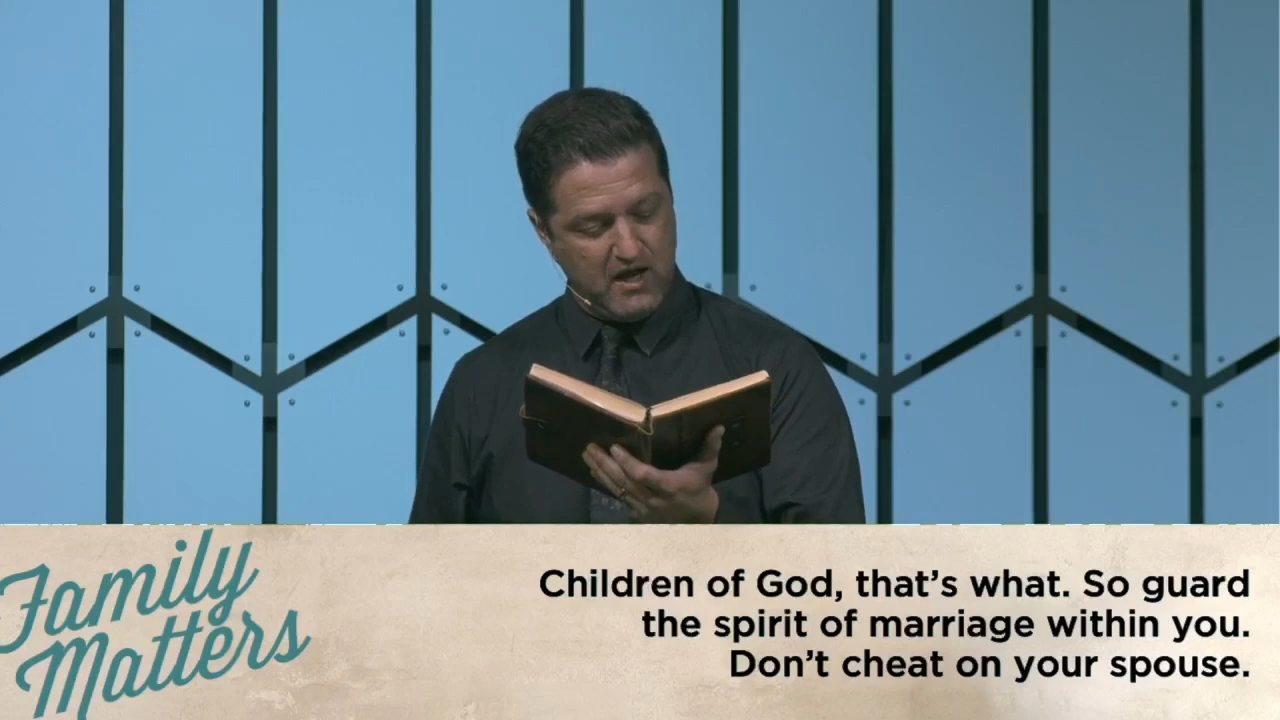 Family
Matters
Children of God, that's what. So guard
the spirit of marriage within you.
Don't cheat on your spouse.